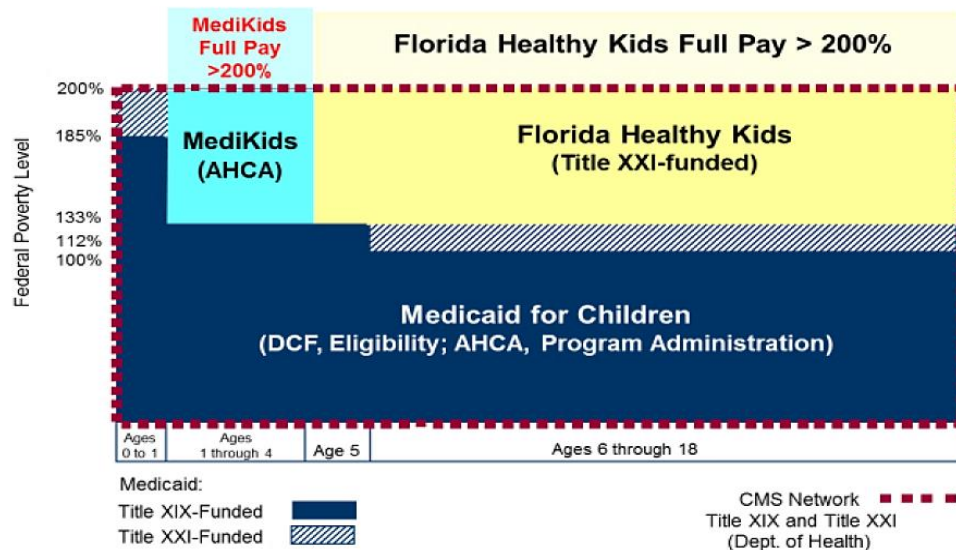 MediKids
Full Pay
>200%
Florida Healthy Kids Full Pay > 200%
200%
185%
MediKids
(AHCA)
Florida Healthy Kids
(Title XXI-funded)
133%
112%
100%
Federal Poverty Level
Medicaid for Children
(DCF, Eligibility; AHCA, Program Administration)
Ages
0 to 1
Ages
1 through 4
Age 5
Ages 6 through 18
Medicaid:
Title XIX-Funded
Title XXI-Funded
CMS Network
Title XIX and Title XXI
(Dept. of Health)